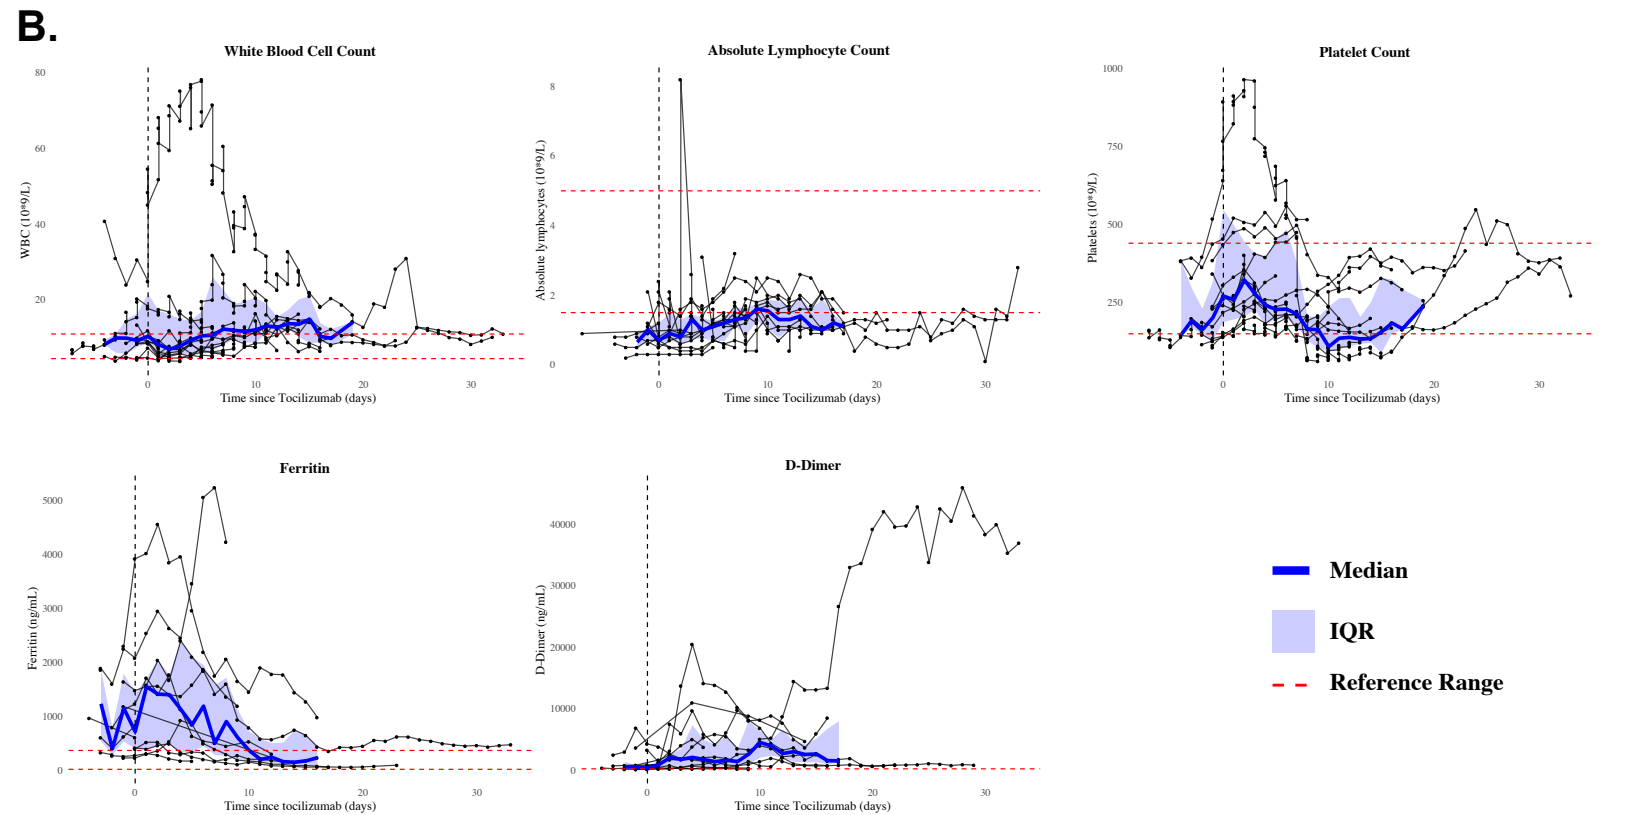 B.
White Blood Cell Count
WBC (10*9/L)
80
60
40
20
0
10
20
30
Time since Tocilizumab (days)
Absolute Lymphocyte Count
Absolute lymphocytes (10*9/L)
8
6
4
2
0
0
10
20
30
Time since Tocilizumab (days)
Platelet Count
Platelets (10*9/L)
1000
750
500
250
0
10
20
30
Time since Tocilizumab (days)
Ferritin
Ferritin (ng/mL)
5000
4000
3000
2000
1000
0
0
10
20
30
Time since tocilizumab (days)
D-Dimer
D-Dimer (ng/mL)
40000
30000
20000
10000
0
0
10
20
30
Time since Tocilizumab (days)
Median
IQR
Reference Range